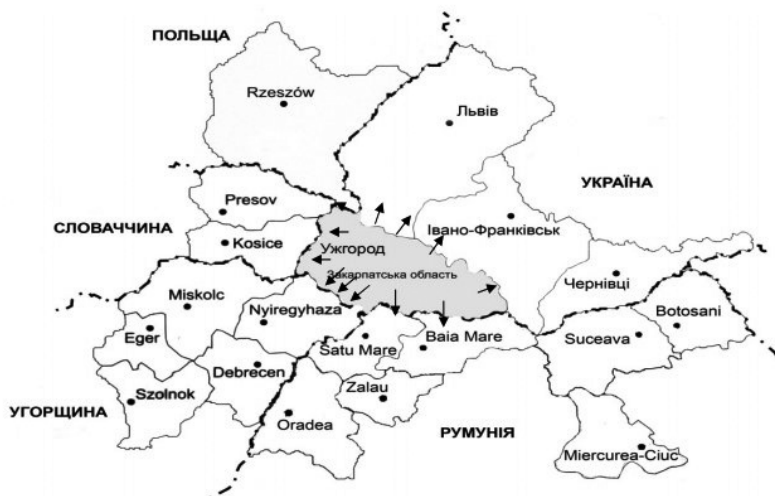 ПОЛЬЩА
Rzeszów
Львів
УКРАЇНА
Presov
СЛОВАЧЧИНА
Kosice
Ужгород
Івано-Франківськ
Закарпатська область
Чернівці
Miskolc
Nyiregyhaza
Botosani
Eger
Satu Mare
Baia Mare
Suceava
Debrecen
Szolnok
Zalau
УГОРЩИНА
Oradea
РУМУНІЯ
Miercurea-Ciuc